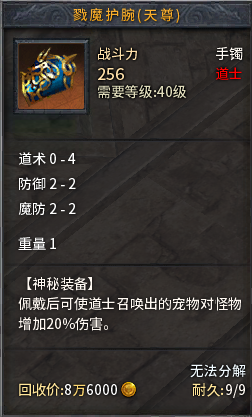 戮魔护腕(天尊)
战斗力 手镯
256 道士
需要等级:40级
道术 0 - 4
防御 2 - 2
魔防 2 - 2
重量 1
【神秘装备】
佩戴后可使道士召唤出的宠物对怪物
增加20%伤害。
无法分解
回收价:8万6000 耐久:9/9